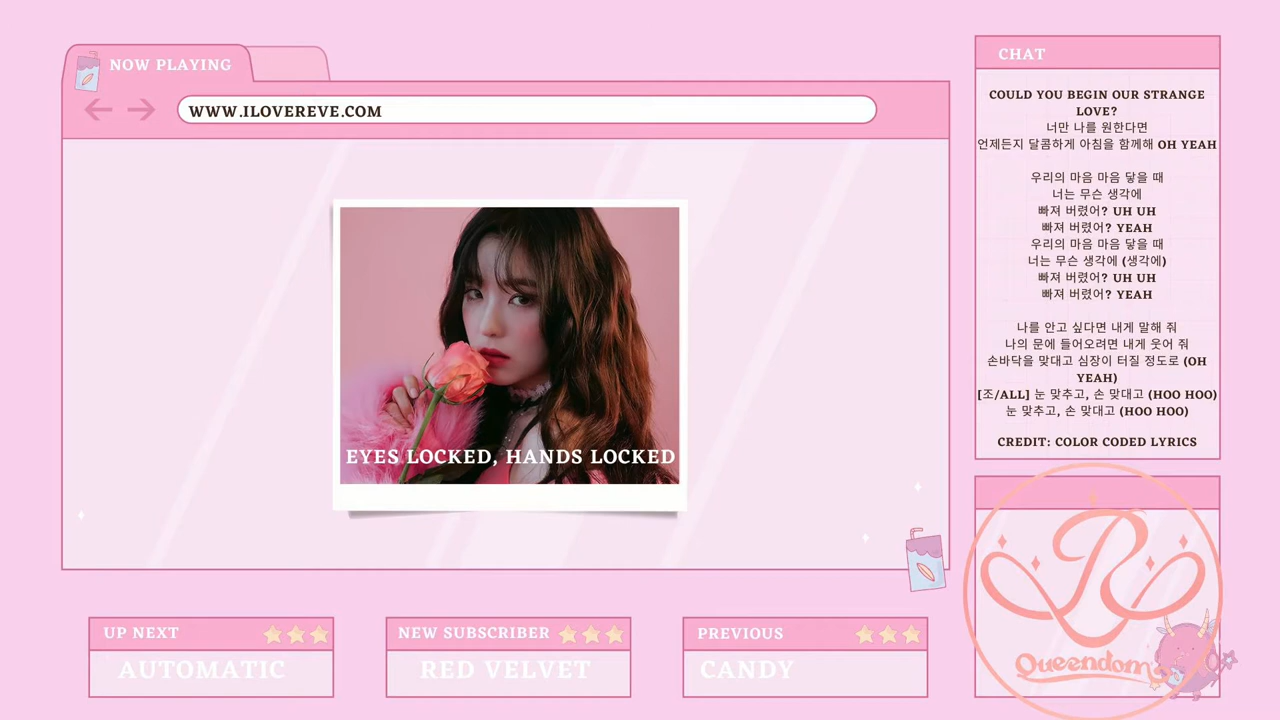 NOW PLAYING
WWW.ILOVEREVE.COM
EYES LOCKED, HANDS LOCKED
CHAT
COULD YOU BEGIN OUR STRANGE
LOVE?
너만 나를 원한다면
언제든지 달콤하게 아침을 함께해 OH YEAH
우리의 마음 마음 닿을 때
너는 무슨 생각에
빠져 버렸어? UH UH
빠져 버렸어? YEAH
우리의 마음 마음 닿을 때
너는 무슨 생각에 (생각에)
빠져 버렸어? UH UH
빠져 버렸어? YEAH
나를 안고 싶다면 내게 말해 줘
나의 문에 들어오려면 내게 웃어 줘
손바닥을 맞대고 심장이 터질 정도로 (OH
YEAH)
[조/ALL] 눈 맞추고, 손 맞대고 (HOO HOO)
눈 맞추고, 손 맞대고 (HOO HOO)
CREDIT: COLOR CODED LYRICS
UP NEXT
AUTOMATIC
NEW SUBSCRIBER
RED VELVET
PREVIOUS
CANDY
R
Queendom